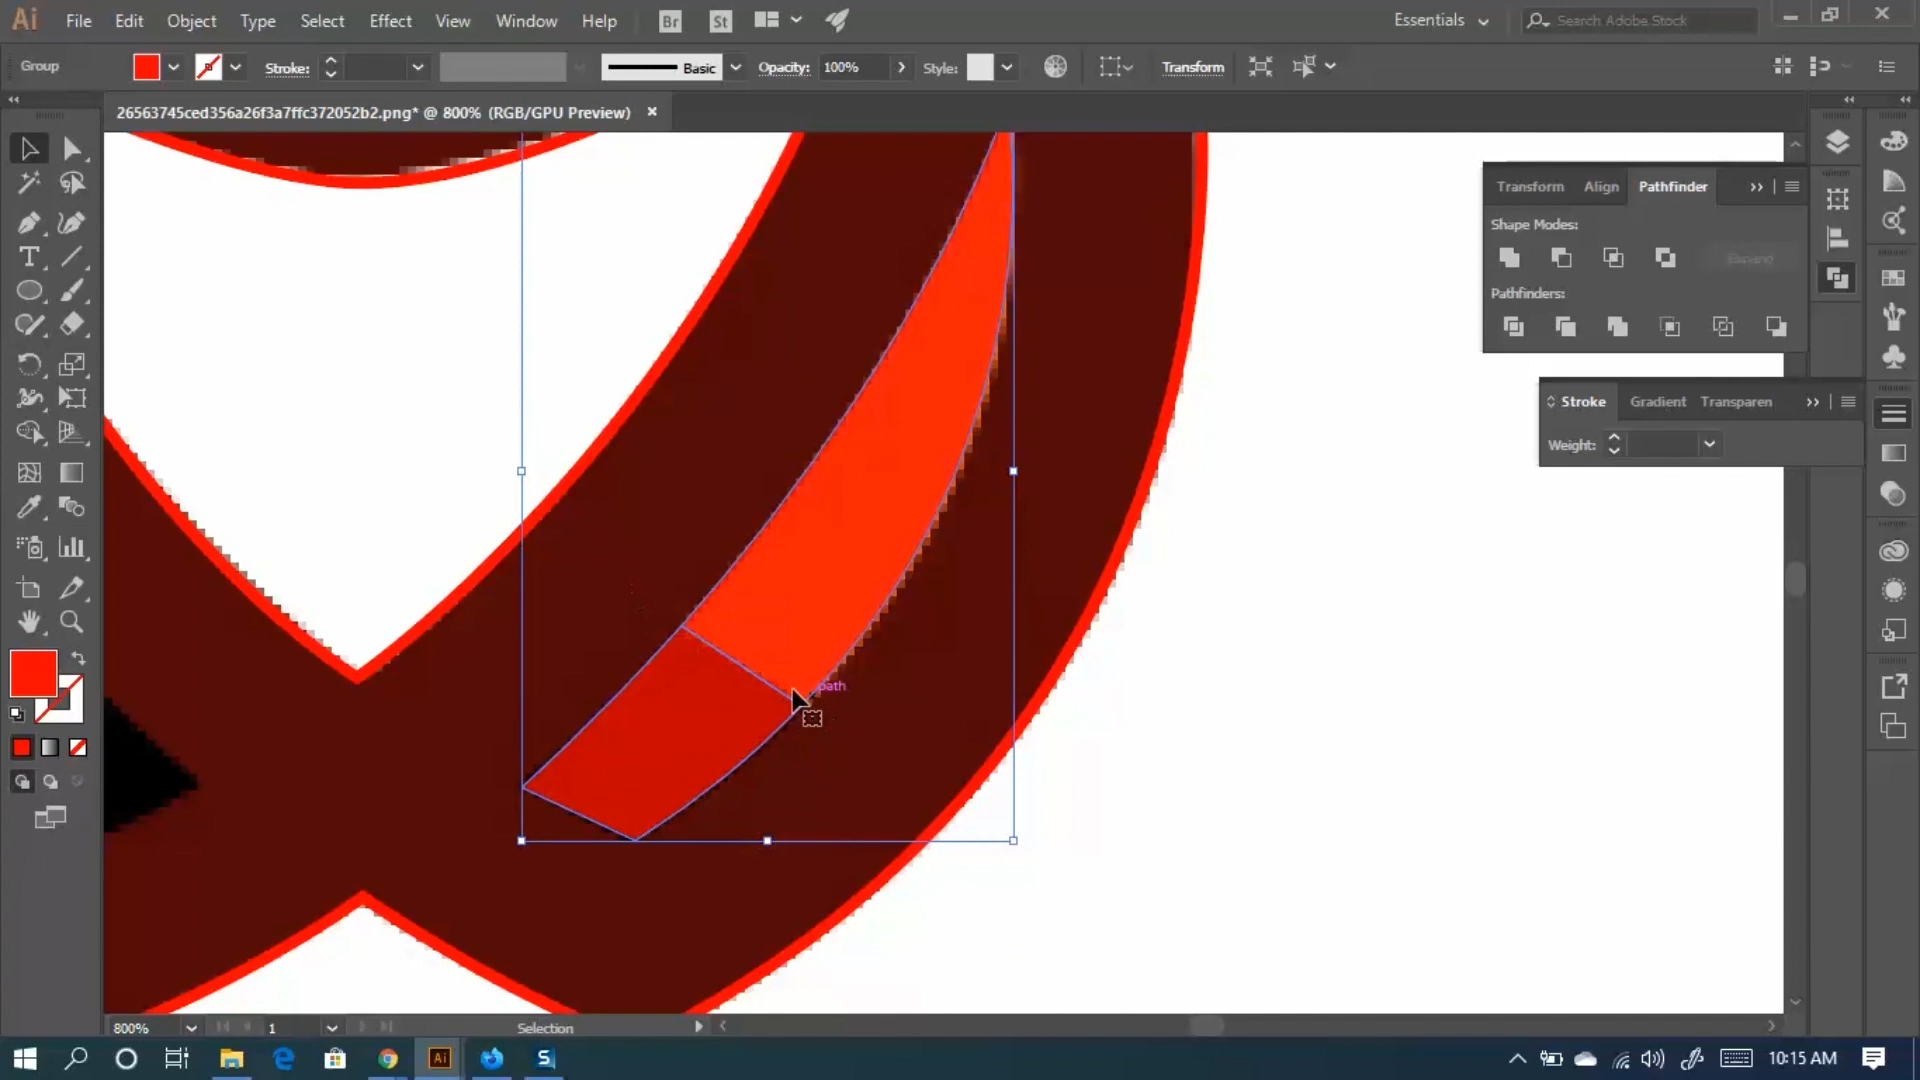 Ai File Edit Object Type Select Effect View Window Help Br St Essentials Search Adobe Stock
Group Stroke: Basic Opacity: 100% Style: Transform
26563745ced356a26f3a7ffc372052b2.png* @ 800% (RGB/GPU Preview)
Transform Align Pathfinder
Shape Modes:
Expand
Pathfinders:
Stroke Gradient Transparen
Weight:
path
800% 1 Selection
Ai S 10:15 AM